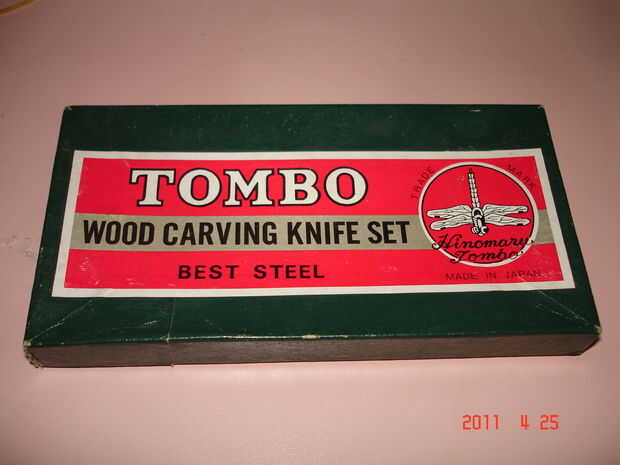 TOMBO
WOOD CARVING KNIFE SET
BEST STEEL
TRADE MARK
Hinomaru
Tombo
MADE IN JAPAN
2011 4 25